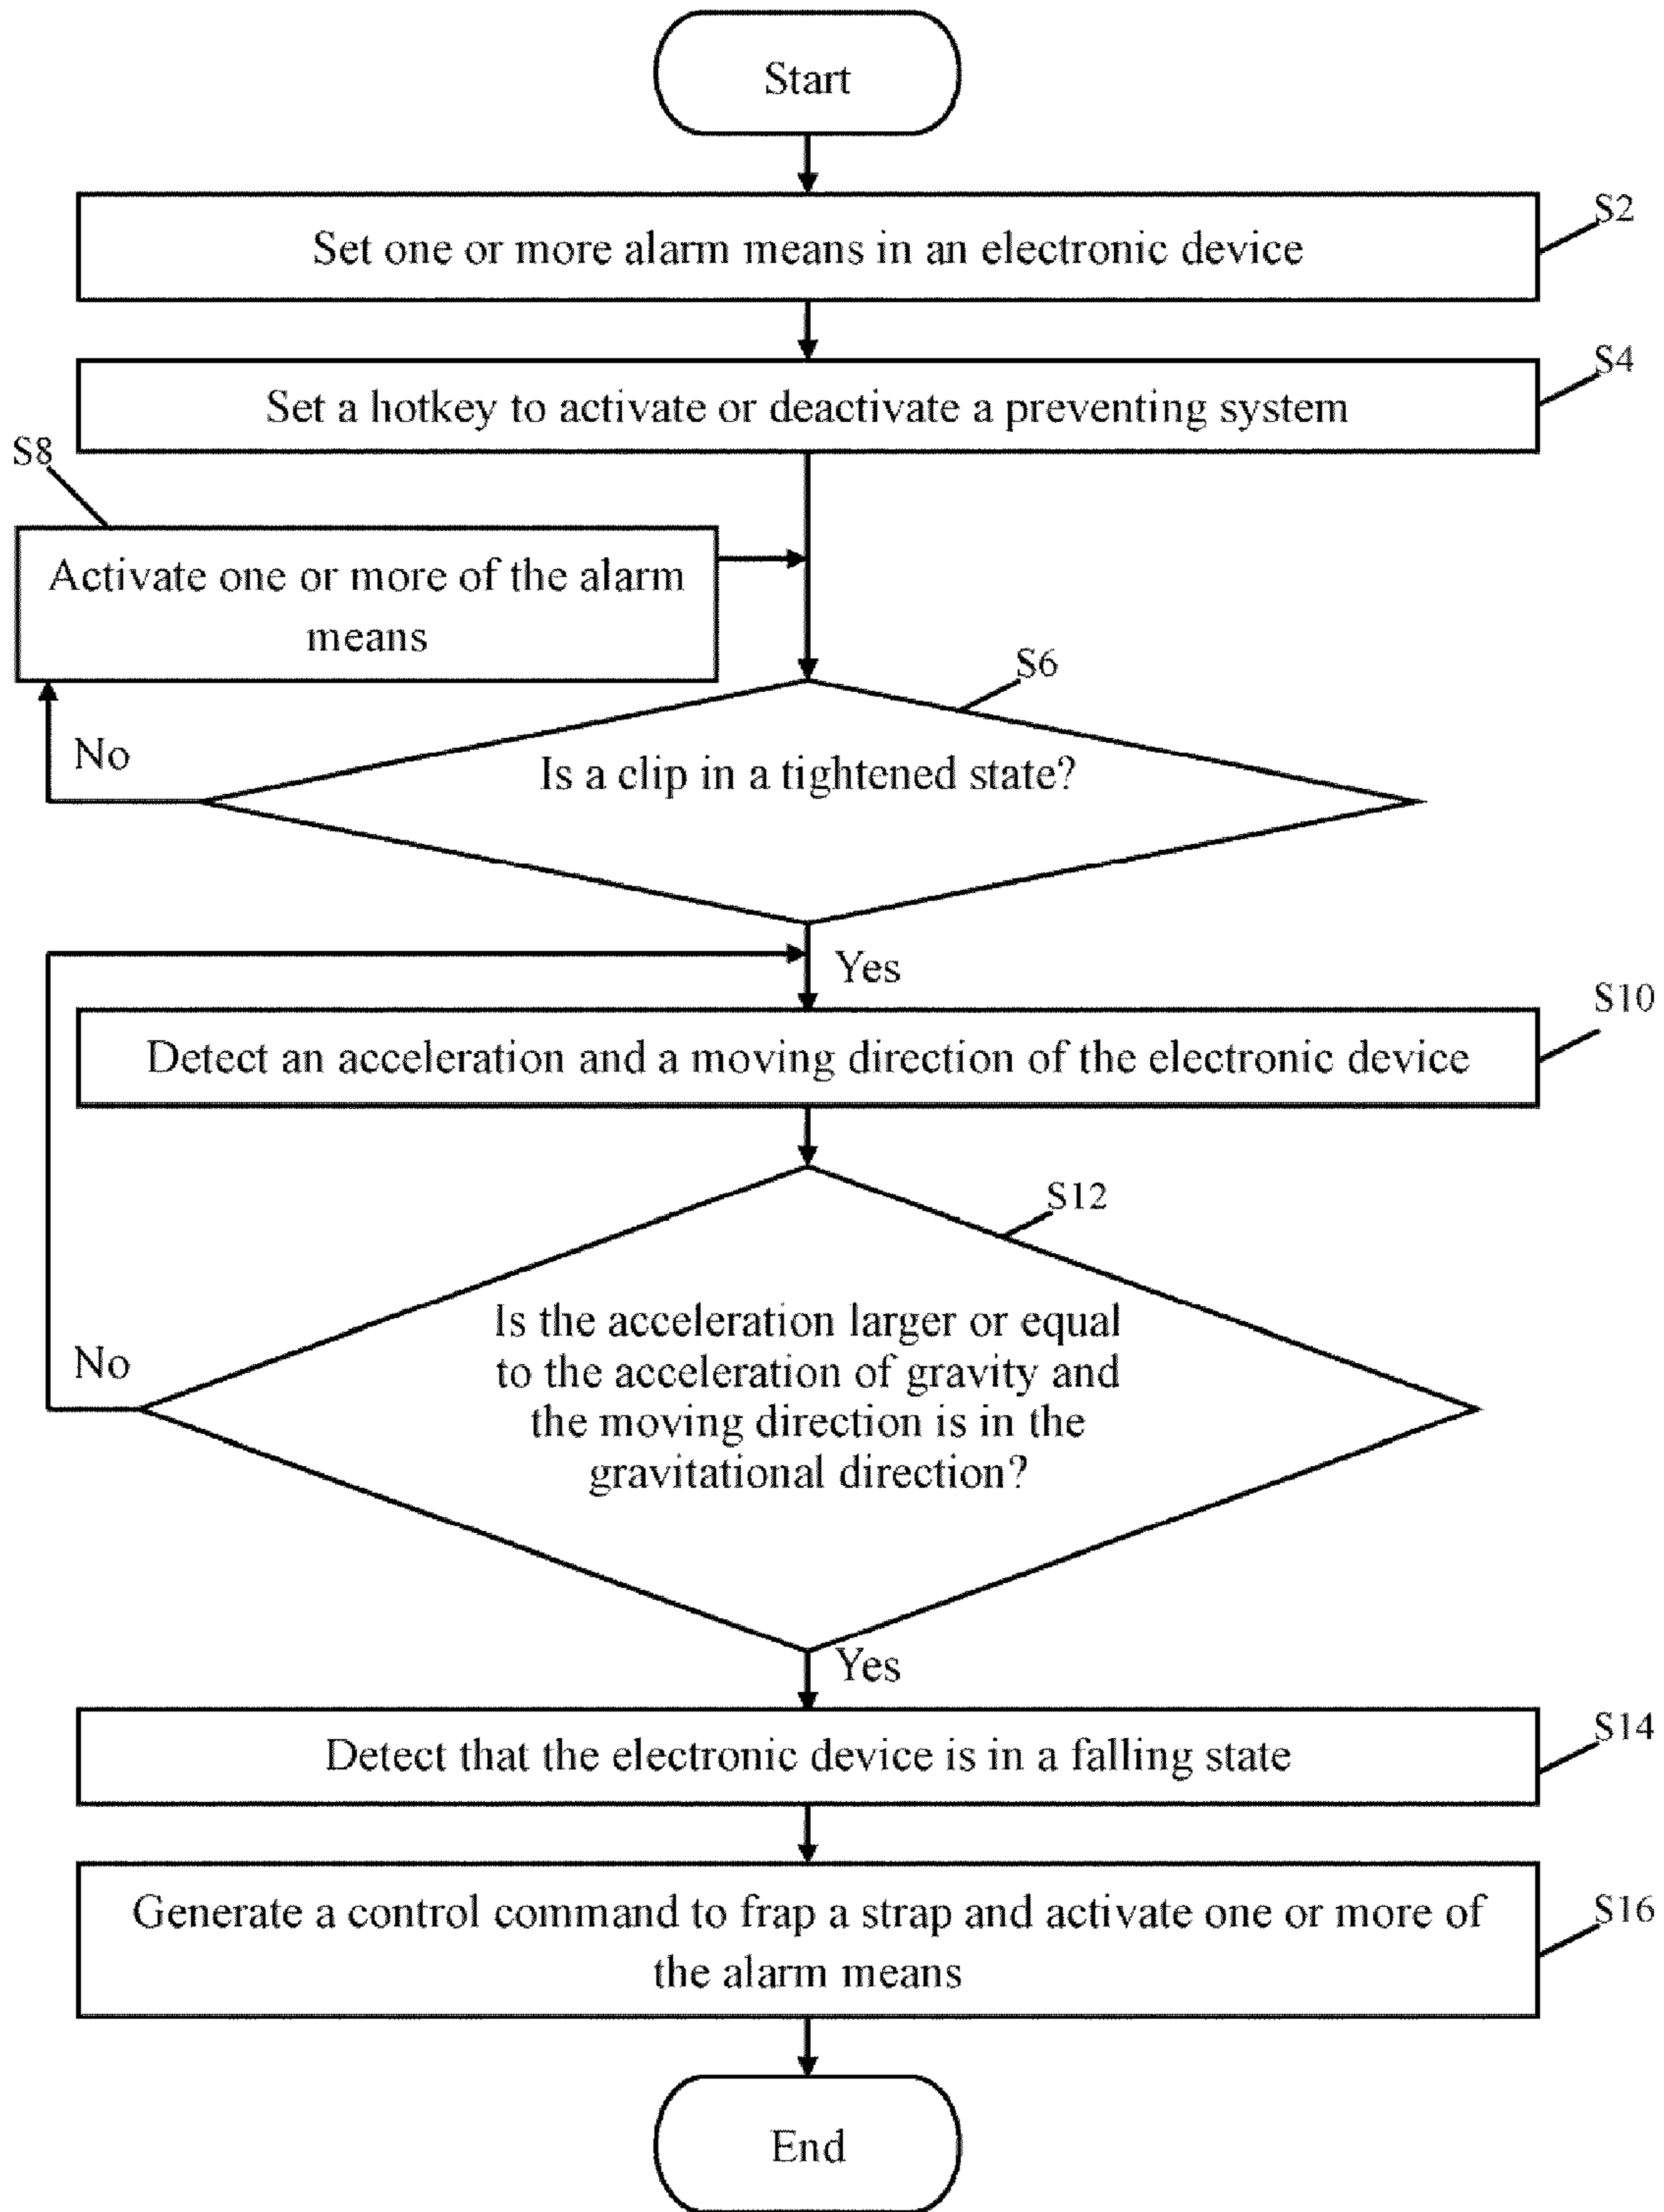 Start
Set one or more alarm means in an electronic device
S2
Set a hotkey to activate or deactivate a preventing system
S4
S8
Activate one or more of the alarm
means
S6
Is a clip in a tightened state?
No
Yes
Detect an acceleration and a moving direction of the electronic device
S10
S12
Is the acceleration larger or equal
to the acceleration of gravity and
the moving direction is in the
gravitational direction?
No
Yes
Detect that the electronic device is in a falling state
S14
Generate a control command to frap a strap and activate one or more of
the alarm means
S16
End